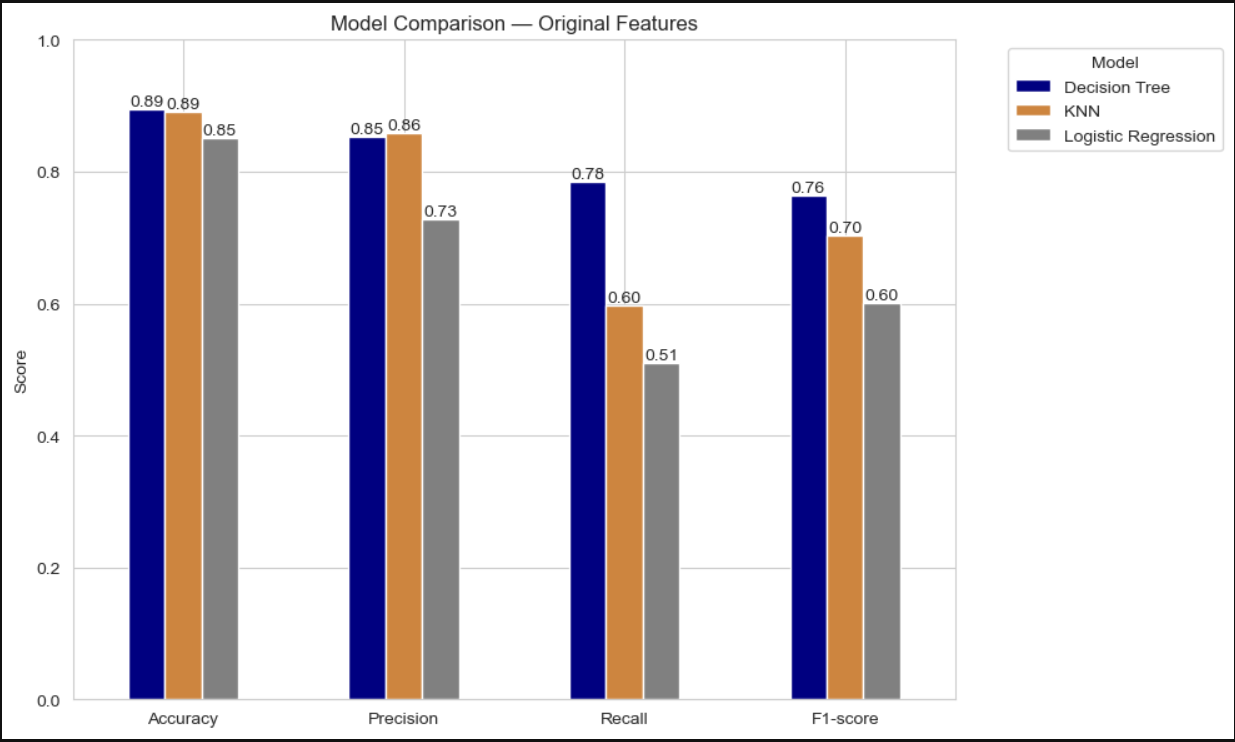 Model Comparison — Original Features
Model
Decision Tree
KNN
Logistic Regression
Score
1.0
0.8
0.6
0.4
0.2
0.0
0.89 0.89 0.85
0.85 0.86 0.73
0.78 0.60 0.51
0.76 0.70 0.60
Accuracy Precision Recall F1-score